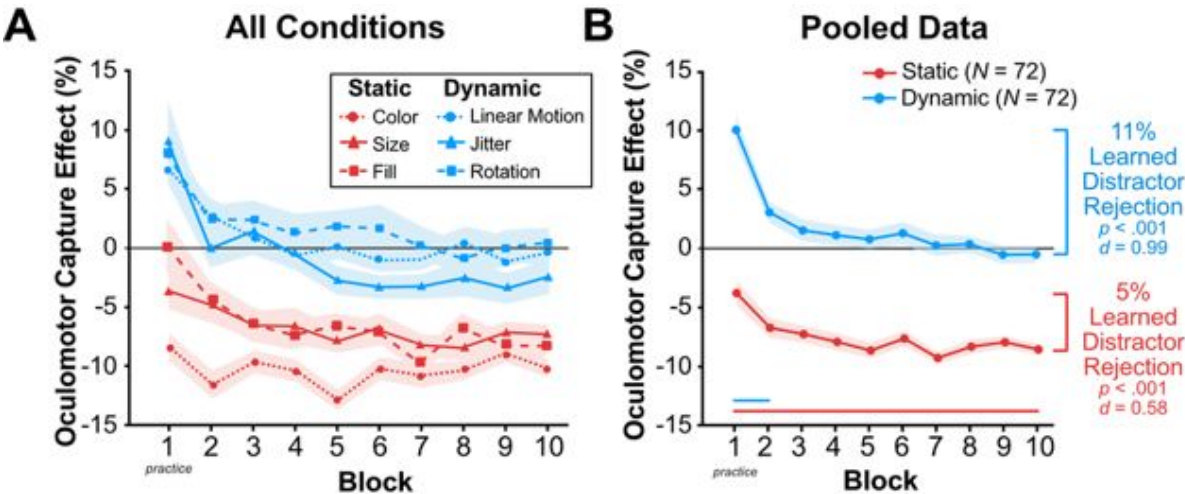 A
All Conditions
Oculomotor Capture Effect (%)
15
10
5
0
-5
-10
-15
Static Dynamic
Color Linear Motion
Size Jitter
Fill Rotation
1 2 3 4 5 6 7 8 9 10
practice
Block
B
Pooled Data
Oculomotor Capture Effect (%)
15
10
5
0
-5
-10
-15
Static (N = 72)
Dynamic (N = 72)
11%
Learned
Distractor
Rejection
p < .001
d = 0.99
5%
Learned
Distractor
Rejection
p < .001
d = 0.58
1 2 3 4 5 6 7 8 9 10
practice
Block